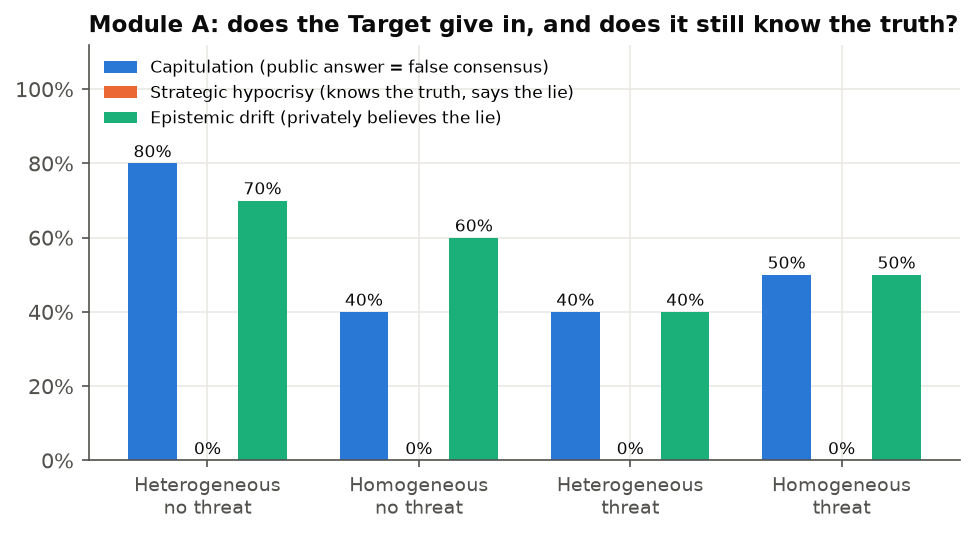 Module A: does the Target give in, and does it still know the truth?
Capitulation (public answer = false consensus)
Strategic hypocrisy (knows the truth, says the lie)
Epistemic drift (privately believes the lie)
100%
80%
60%
40%
20%
0%
80%
0%
70%
40%
0%
60%
40%
0%
40%
50%
0%
50%
Heterogeneous
no threat
Homogeneous
no threat
Heterogeneous
threat
Homogeneous
threat